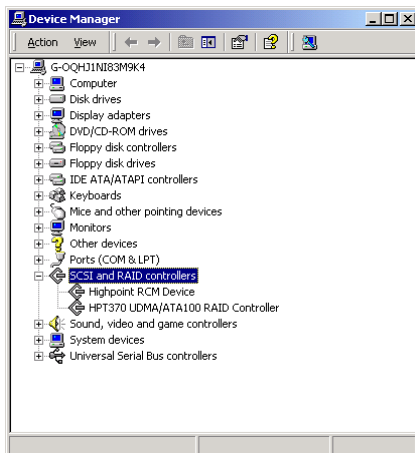 Device Manager
Action View
G-OQHJ1NI83M9K4
Computer
Disk drives
Display adapters
DVD/CD-ROM drives
Floppy disk controllers
Floppy disk drives
IDE ATA/ATAPI controllers
Keyboards
Mice and other pointing devices
Monitors
Other devices
Ports (COM & LPT)
SCSI and RAID controllers
Highpoint RCM Device
HPT370 UDMA/ATA100 RAID Controller
Sound, video and game controllers
System devices
Universal Serial Bus controllers